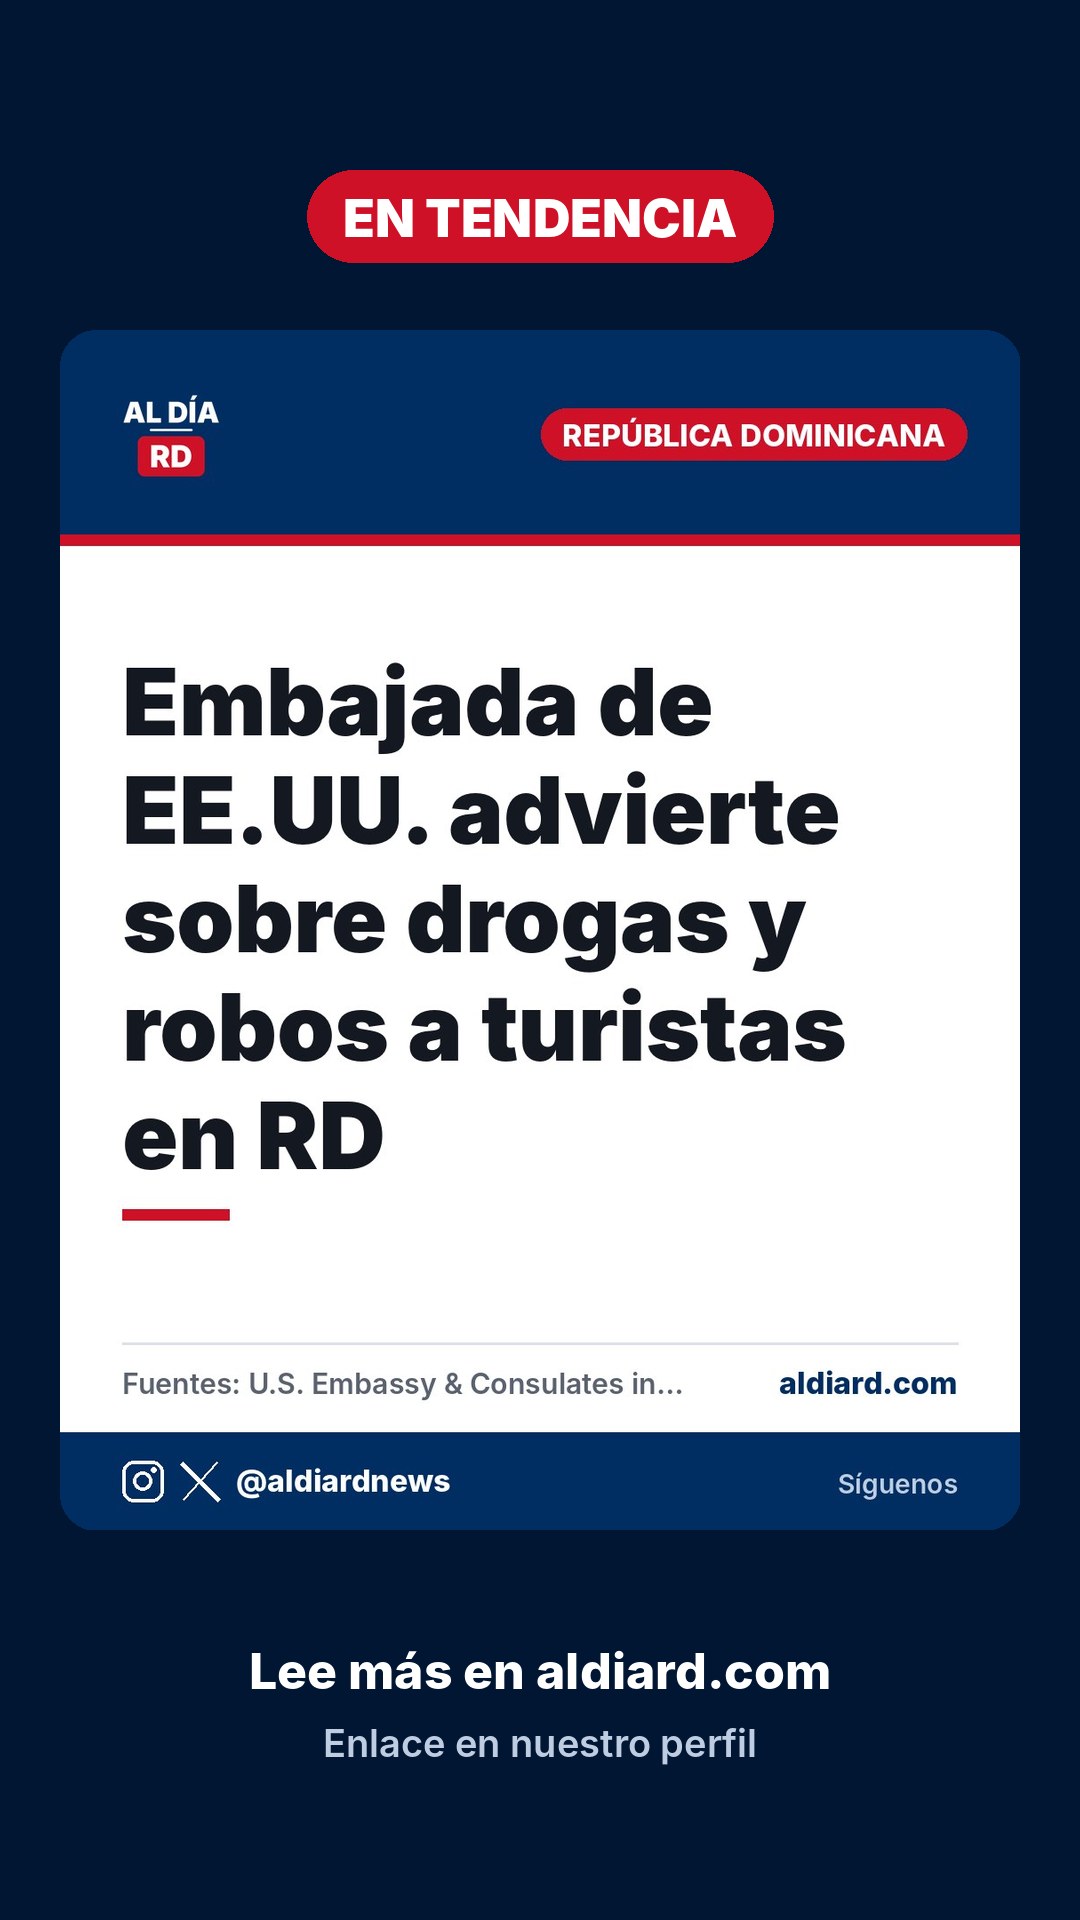 EN TENDENCIA
AL DÍA
RD
REPÚBLICA DOMINICANA
Embajada de
EE.UU. advierte
sobre drogas y
robos a turistas
en RD
Fuentes: U.S. Embassy & Consulates in...
aldiard.com
@aldiardnews
Síguenos
Lee más en aldiard.com
Enlace en nuestro perfil